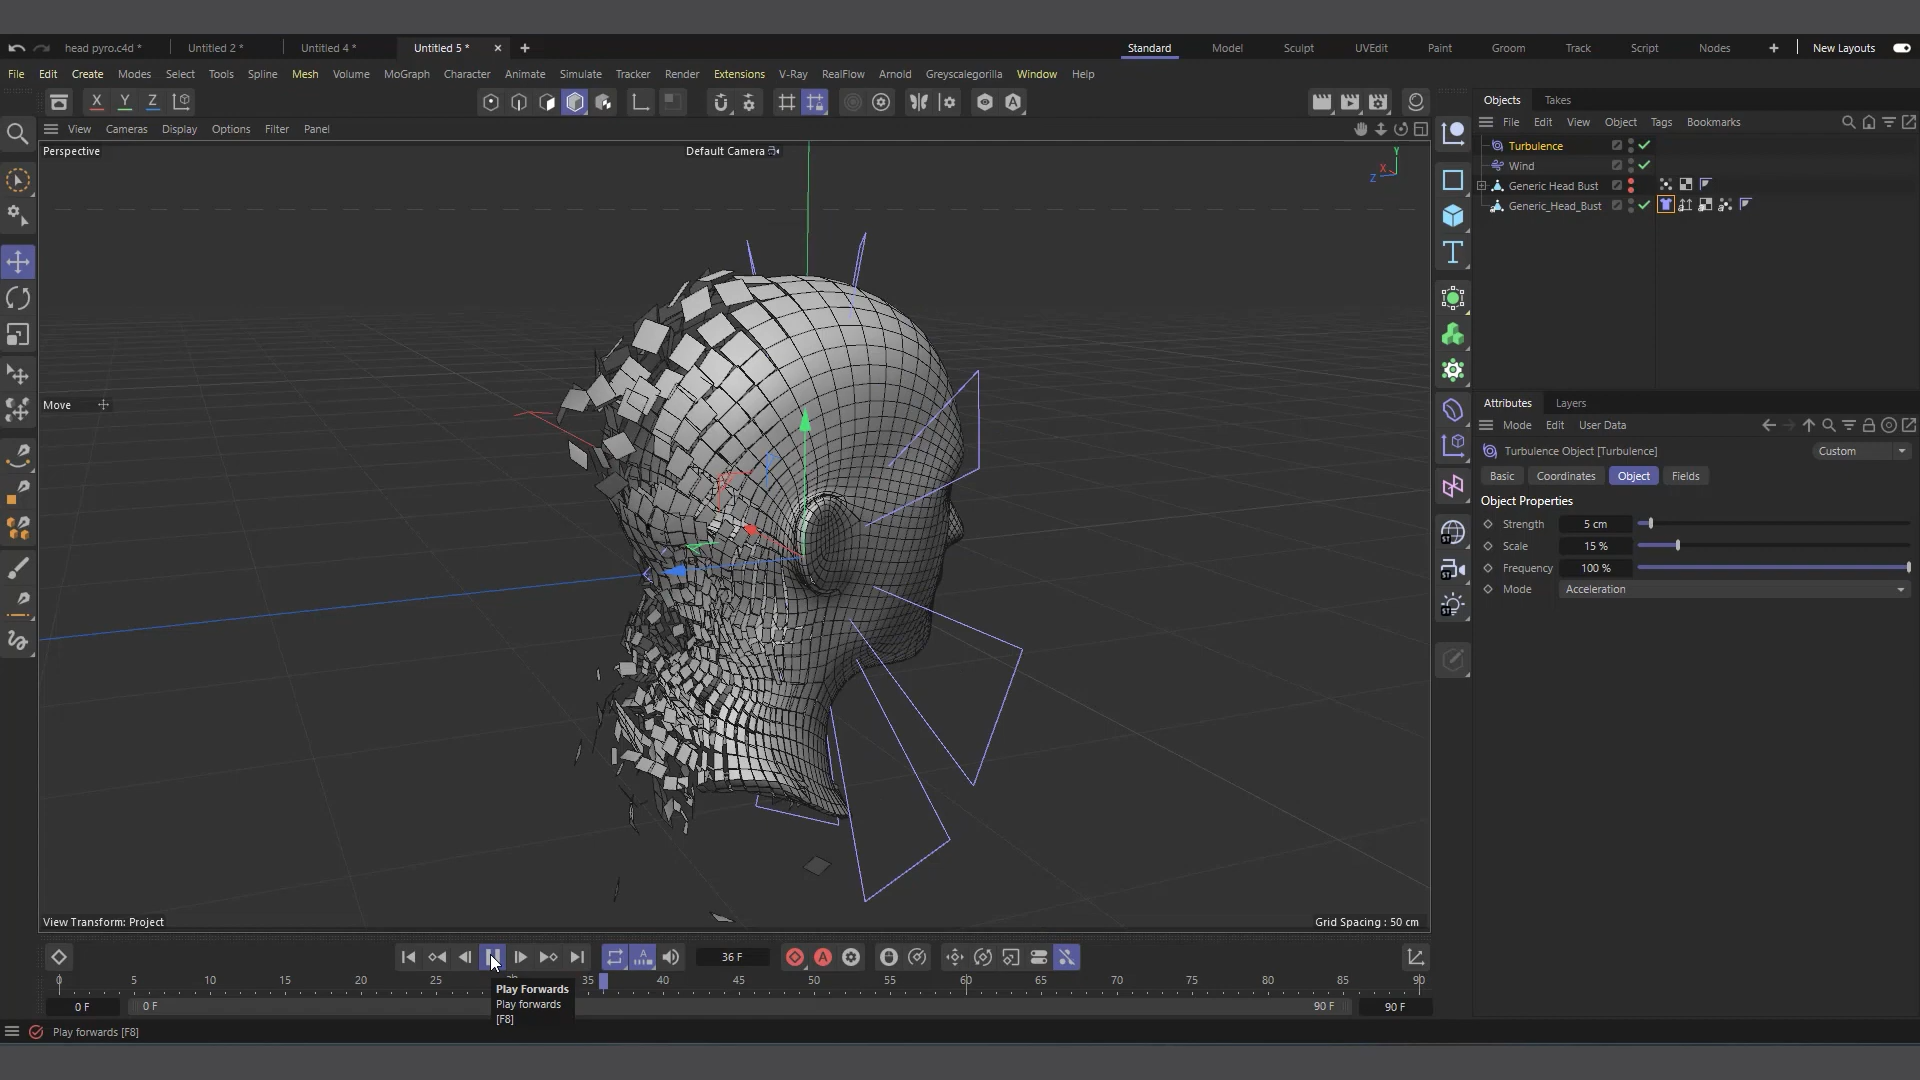 head pyro.c4d *
Untitled 2 *
Untitled 4 *
Untitled 5 *
Standard
Model
Sculpt
UVEdit
Paint
Groom
Track
Script
Nodes
New Layouts
File
Edit
Create
Modes
Select
Tools
Spline
Mesh
Volume
MoGraph
Character
Animate
Simulate
Tracker
Render
Extensions
V-Ray
RealFlow
Arnold
Greyscalegorilla
Window
Help
X
Y
Z
Objects
Takes
File
Edit
View
Object
Tags
Bookmarks
View
Cameras
Display
Options
Filter
Panel
Perspective
Default Camera
Y
X
Z
Turbulence
Wind
Generic Head Bust
Generic_Head_Bust
Move
Attributes
Layers
Mode
Edit
User Data
Turbulence Object [Turbulence]
Custom
Basic
Coordinates
Object
Fields
Object Properties
Strength
5 cm
Scale
15 %
Frequency
100 %
Mode
Acceleration
ST
ST
ST
View Transform: Project
Grid Spacing : 50 cm
36 F
0
5
10
15
20
25
35
40
45
50
55
60
65
70
75
80
85
90
0 F
0 F
90 F
90 F
Play Forwards
Play forwards
[F8]
Play forwards [F8]